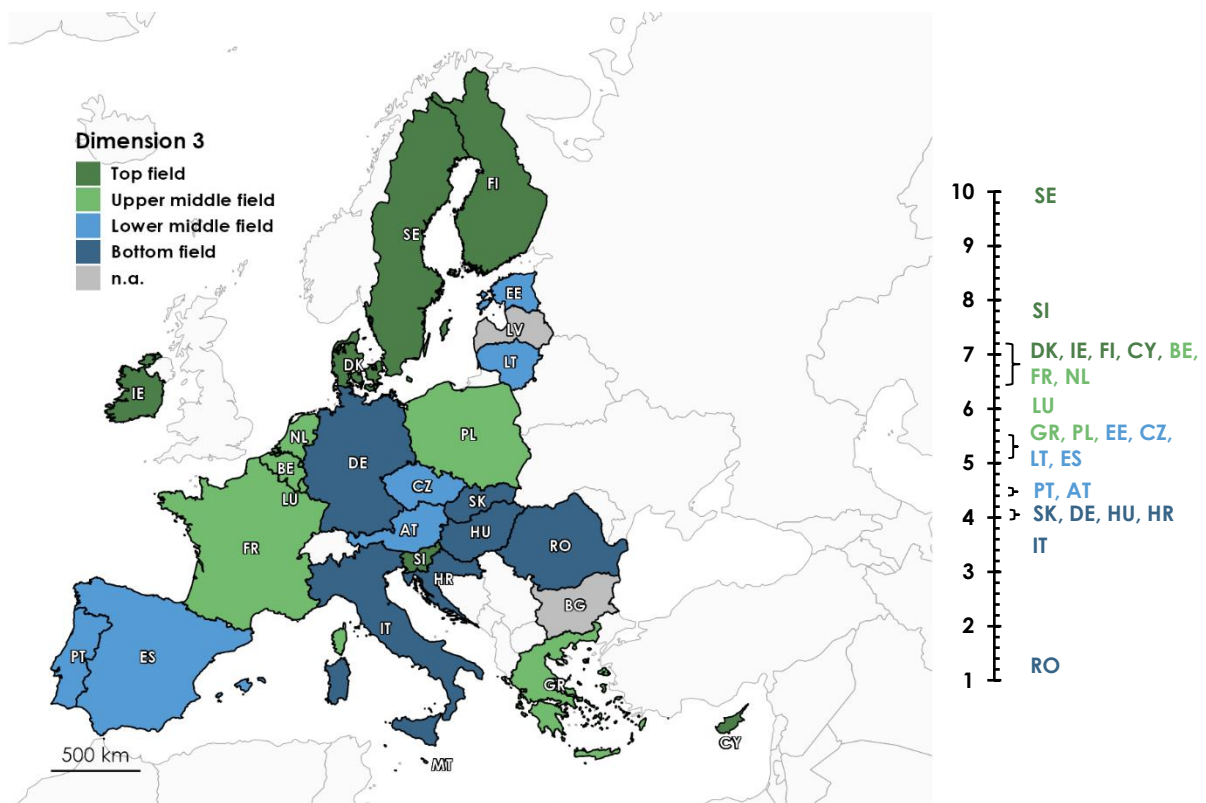 Dimension 3
Top field
Upper middle field
Lower middle field
Bottom field
n.a.
FI
SE
EE
LV
LT
DK
IE
NL
PL
BE
DE
LU
CZ
SK
AT
HU
FR
RO
SI
HR
BG
IT
PT
ES
GR
CY
MT
500 km
10
9
8
7
6
5
4
3
2
1
SE
SI
DK, IE, FI, CY, BE,
FR, NL
LU
GR, PL, EE, CZ,
LT, ES
PT, AT
SK, DE, HU, HR
IT
RO